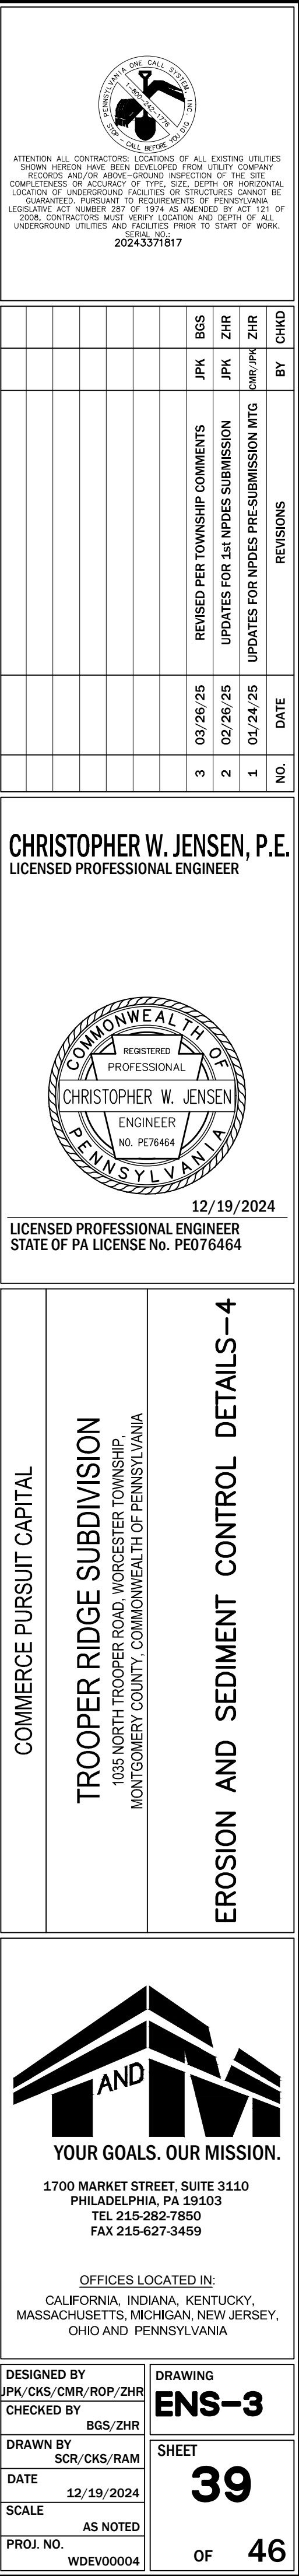 PENNSYLVANIA ONE CALL SYSTEM, INC.
1-800-242-1776
STOP - CALL BEFORE YOU DIG
ATTENTION ALL CONTRACTORS: LOCATIONS OF ALL EXISTING UTILITIES
SHOWN HEREON HAVE BEEN DEVELOPED FROM UTILITY COMPANY
RECORDS AND/OR ABOVE-GROUND INSPECTION OF THE SITE
COMPLETENESS OR ACCURACY OF TYPE, SIZE, DEPTH OR HORIZONTAL
LOCATION OF UNDERGROUND FACILITIES OR STRUCTURES CANNOT BE
GUARANTEED. PURSUANT TO REQUIREMENTS OF PENNSYLVANIA
LEGISLATIVE ACT NUMBER 287 OF 1974 AS AMENDED BY ACT 121 OF
2008, CONTRACTORS MUST VERIFY LOCATION AND DEPTH OF ALL
UNDERGROUND UTILITIES AND FACILITIES PRIOR TO START OF WORK.
SERIAL NO.:
20243371817
3 03/26/25 REVISED PER TOWNSHIP COMMENTS JPK BGS
2 02/26/25 UPDATES FOR 1st NPDES SUBMISSION JPK ZHR
1 01/24/25 UPDATES FOR NPDES PRE-SUBMISSION MTG CMR/JPK ZHR
NO. DATE REVISIONS BY CHKD
CHRISTOPHER W. JENSEN, P.E.
LICENSED PROFESSIONAL ENGINEER
COMMONWEALTH OF
REGISTERED
PROFESSIONAL
CHRISTOPHER W. JENSEN
ENGINEER
NO. PE76464
PENNSYLVANIA
12/19/2024
LICENSED PROFESSIONAL ENGINEER
STATE OF PA LICENSE No. PE076464
COMMERCE PURSUIT CAPITAL
TROOPER RIDGE SUBDIVISION
1035 NORTH TROOPER ROAD, WORCESTER TOWNSHIP,
MONTGOMERY COUNTY, COMMONWEALTH OF PENNSYLVANIA
EROSION AND SEDIMENT CONTROL DETAILS-4
T AND M
YOUR GOALS. OUR MISSION.
1700 MARKET STREET, SUITE 3110
PHILADELPHIA, PA 19103
TEL 215-282-7850
FAX 215-627-3459
OFFICES LOCATED IN:
CALIFORNIA, INDIANA, KENTUCKY,
MASSACHUSETTS, MICHIGAN, NEW JERSEY,
OHIO AND PENNSYLVANIA
DESIGNED BY
JPK/CKS/CMR/ROP/ZHR
CHECKED BY
BGS/ZHR
DRAWN BY
SCR/CKS/RAM
DATE
12/19/2024
SCALE
AS NOTED
PROJ. NO.
WDEV00004
DRAWING
ENS-3
SHEET
39
OF 46